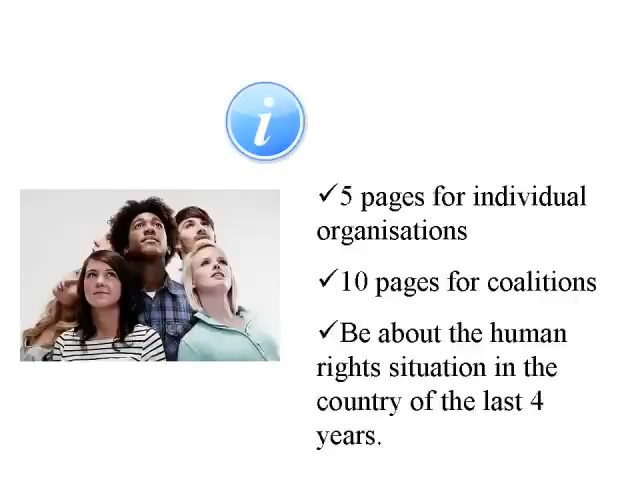 i
✓5 pages for individual
organisations
✓10 pages for coalitions
✓Be about the human
rights situation in the
country of the last 4
years.